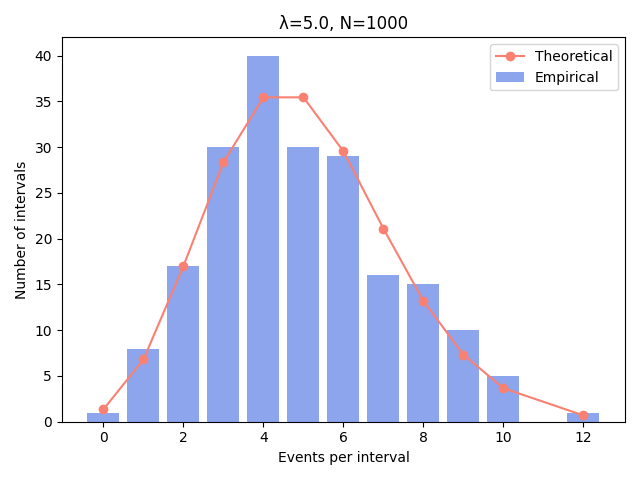 λ=5.0, N=1000
Number of intervals
40
35
30
25
20
15
10
5
0
Theoretical
Empirical
0 2 4 6 8 10 12
Events per interval